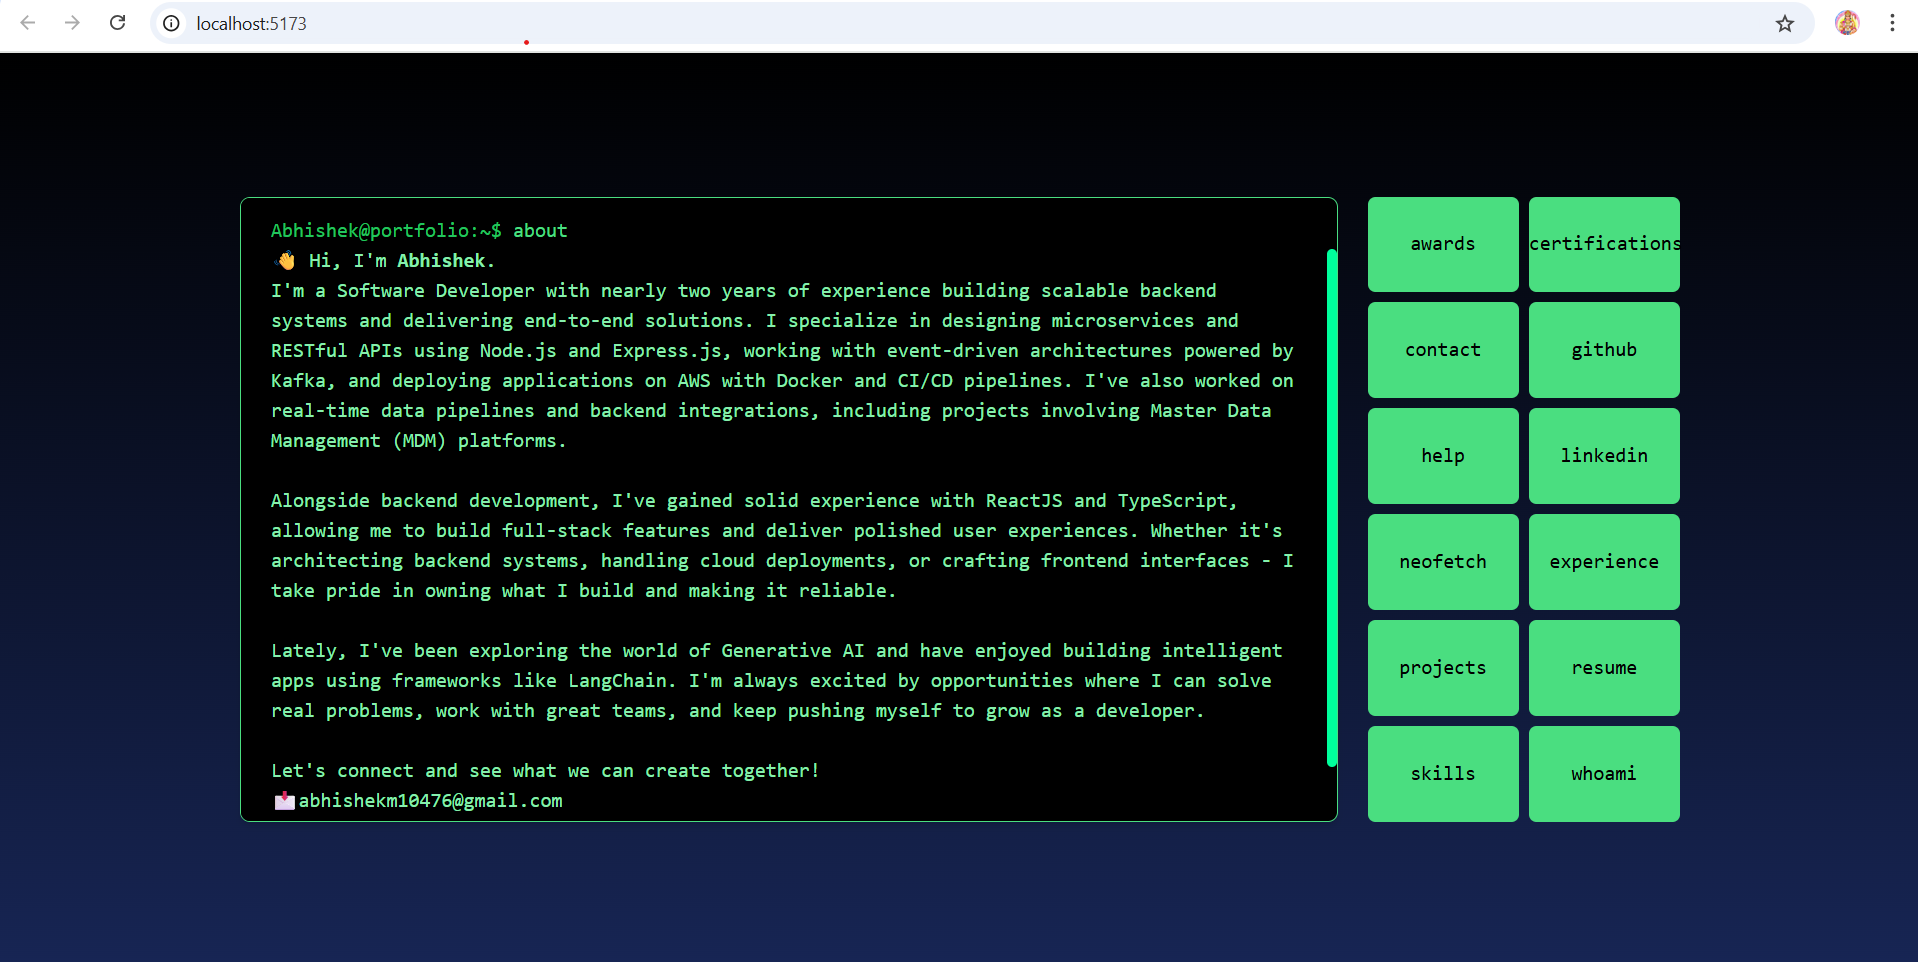 localhost:5173
Abhishek@portfolio:~$ about
👋 Hi, I'm Abhishek.
I'm a Software Developer with nearly two years of experience building scalable backend
systems and delivering end-to-end solutions. I specialize in designing microservices and
RESTful APIs using Node.js and Express.js, working with event-driven architectures powered by
Kafka, and deploying applications on AWS with Docker and CI/CD pipelines. I've also worked on
real-time data pipelines and backend integrations, including projects involving Master Data
Management (MDM) platforms.
Alongside backend development, I've gained solid experience with ReactJS and TypeScript,
allowing me to build full-stack features and deliver polished user experiences. Whether it's
architecting backend systems, handling cloud deployments, or crafting frontend interfaces - I
take pride in owning what I build and making it reliable.
Lately, I've been exploring the world of Generative AI and have enjoyed building intelligent
apps using frameworks like LangChain. I'm always excited by opportunities where I can solve
real problems, work with great teams, and keep pushing myself to grow as a developer.
Let's connect and see what we can create together!
📩abhishekm10476@gmail.com
awards
certifications
contact
github
help
linkedin
neofetch
experience
projects
resume
skills
whoami